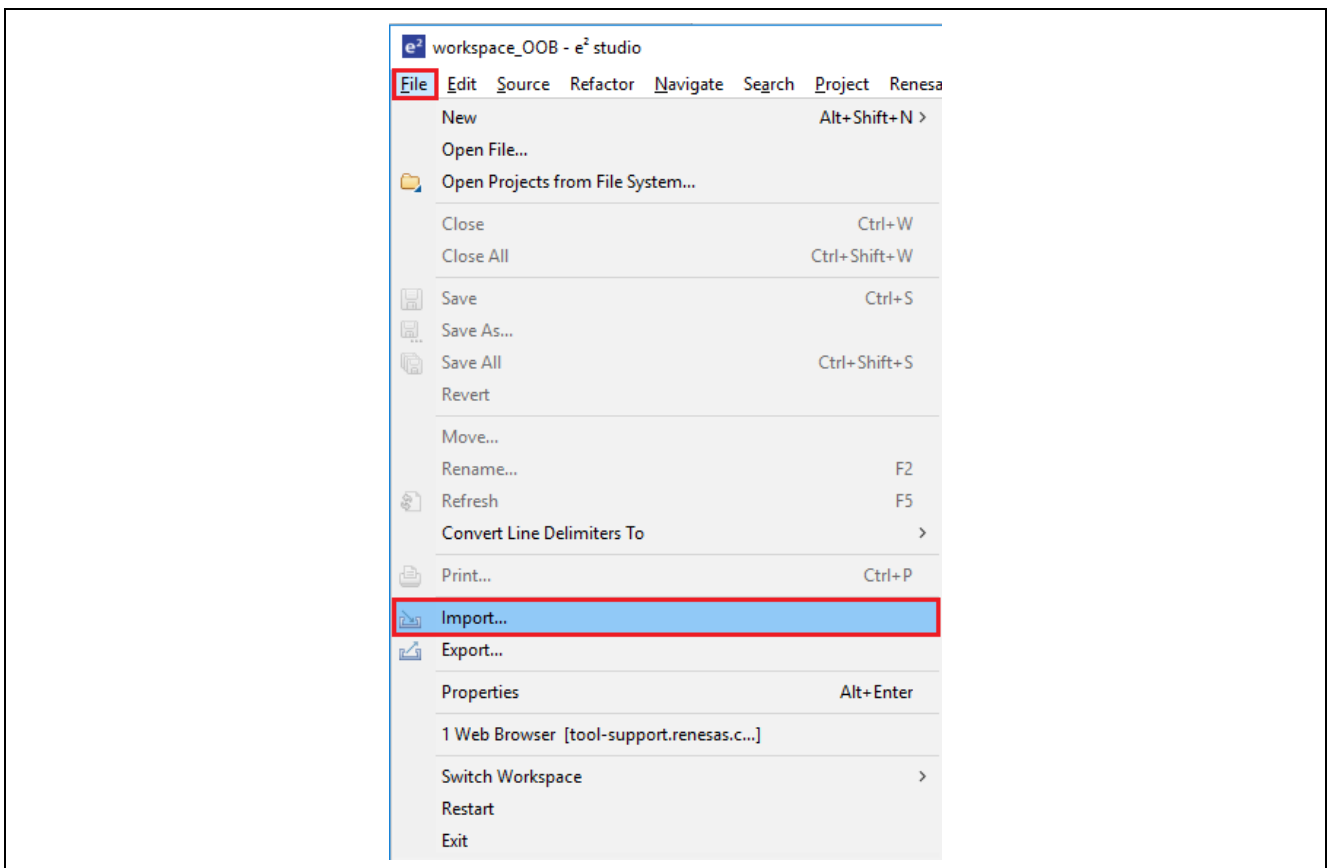 e² workspace_OOB - e² studio
File Edit Source Refactor Navigate Search Project Renesa
New Alt+Shift+N >
Open File...
Open Projects from File System...
Close Ctrl+W
Close All Ctrl+Shift+W
Save Ctrl+S
Save As...
Save All Ctrl+Shift+S
Revert
Move...
Rename... F2
Refresh F5
Convert Line Delimiters To >
Print... Ctrl+P
Import...
Export...
Properties Alt+Enter
1 Web Browser [tool-support.renesas.c...]
Switch Workspace >
Restart
Exit